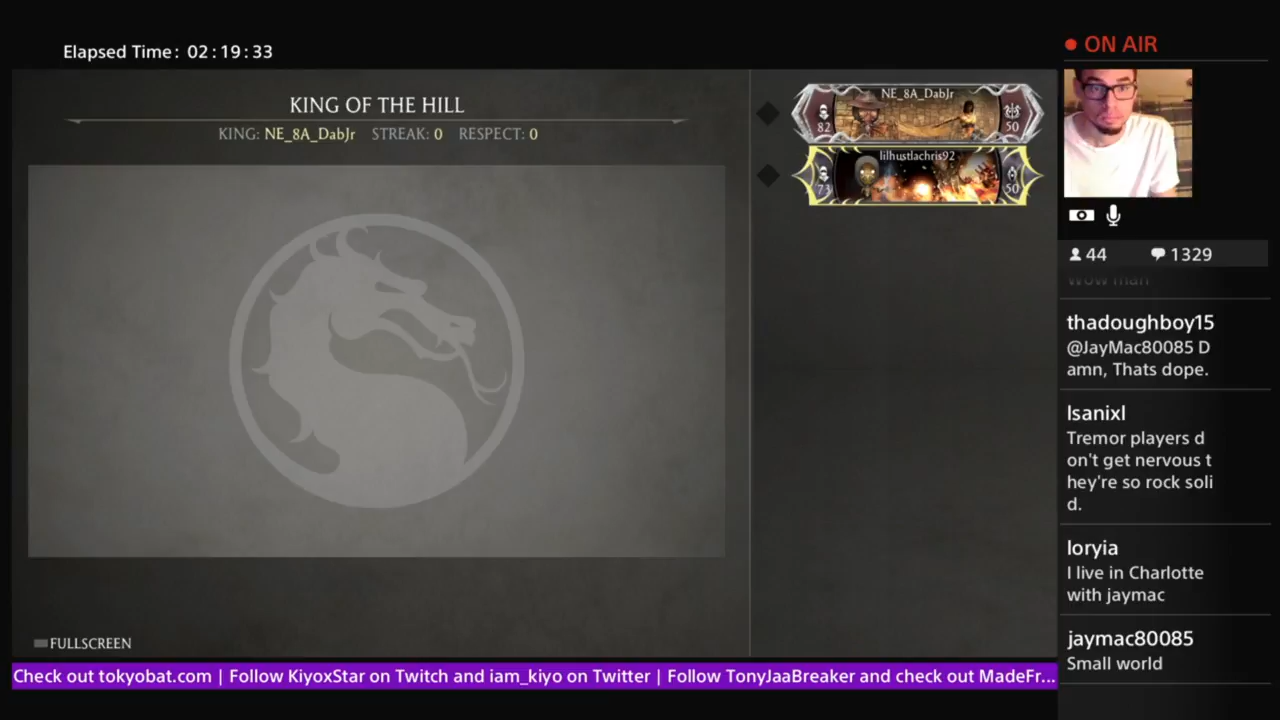 Elapsed Time: 02:19:33
ON AIR
KING OF THE HILL
KING: NE_8A_DabJr STREAK: 0 RESPECT: 0
NE_8A_DabJr
82
50
lilhustlachris92
73
50
44 1329
Wow man
thadoughboy15
@JayMac80085 D
amn, Thats dope.
lsanixl
Tremor players d
on't get nervous t
hey're so rock soli
d.
loryia
I live in Charlotte
with jaymac
jaymac80085
Small world
FULLSCREEN
Check out tokyobat.com | Follow KiyoxStar on Twitch and iam_kiyo on Twitter | Follow TonyJaaBreaker and check out MadeFr...